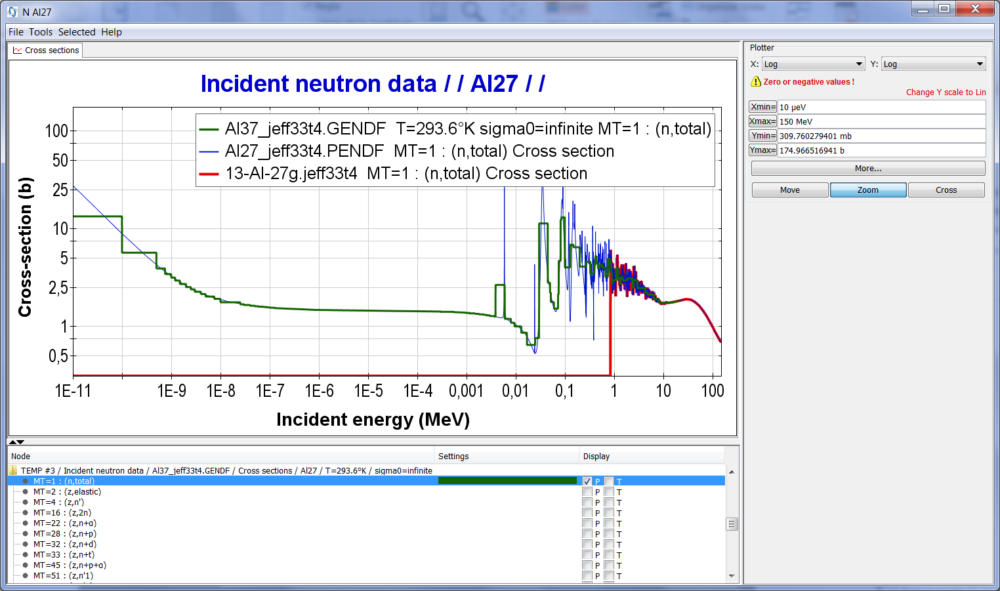 N Al27
File Tools Selected Help
Cross sections
Incident neutron data / / Al27 / /
Al37_jeff33t4.GENDF T=293.6°K sigma0=infinite MT=1 : (n,total)
Al27_jeff33t4.PENDF MT=1 : (n,total) Cross section
13-Al-27g.jeff33t4 MT=1 : (n,total) Cross section
Cross-section (b)
100
50
25
10
5
2,5
1
0,5
1E-11 1E-9 1E-8 1E-7 1E-6 1E-5 1E-4 0,001 0,01 0,1 1 10 100
Incident energy (MeV)
Plotter
X: Log Y: Log
Zero or negative values !
Change Y scale to Lin
Xmin= 10 µeV
Xmax= 150 MeV
Ymin= 309.760279401 mb
Ymax= 174.966516941 b
More...
Move Zoom Cross
Node Settings Display
TEMP #3 / Incident neutron data / Al37_jeff33t4.GENDF / Cross sections / Al27 / T=293.6°K / sigma0=infinite
MT=1 : (n,total) P T
MT=2 : (z,elastic) P T
MT=4 : (z,n') P T
MT=16 : (z,2n) P T
MT=22 : (z,n+α) P T
MT=28 : (z,n+p) P T
MT=32 : (z,n+d) P T
MT=33 : (z,n+t) P T
MT=45 : (z,n+p+α) P T
MT=51 : (z,n'1) P T